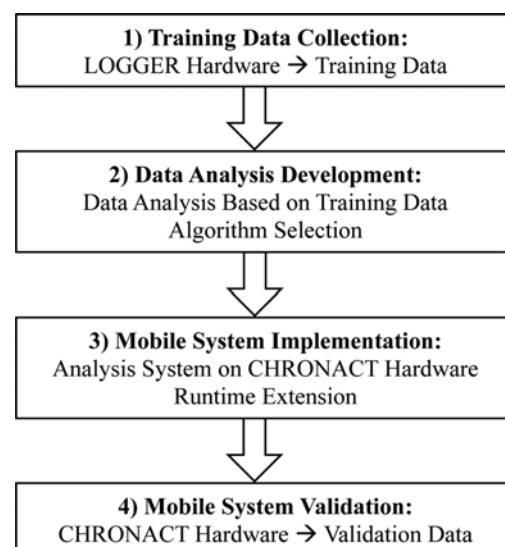 1) Training Data Collection:
LOGGER Hardware → Training Data
2) Data Analysis Development:
Data Analysis Based on Training Data
Algorithm Selection
3) Mobile System Implementation:
Analysis System on CHRONACT Hardware
Runtime Extension
4) Mobile System Validation:
CHRONACT Hardware → Validation Data